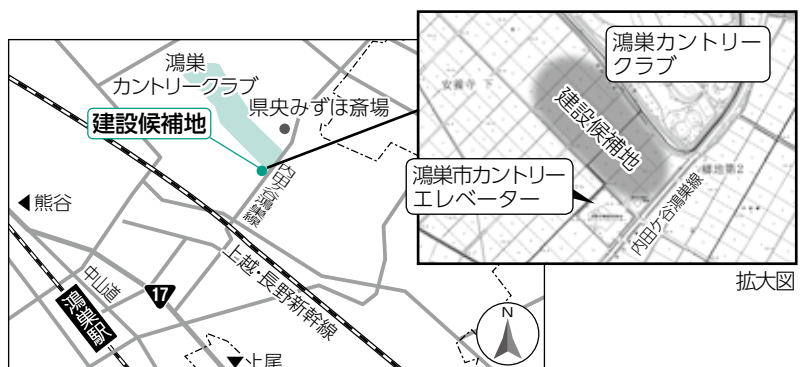 鴻巣
カントリークラブ
県央みずほ斎場
建設候補地
内田ヶ谷鴻巣線
熊谷
中山道
17
鴻巣駅
上越・長野新幹線
上尾
N
鴻巣カントリー
クラブ
安養寺 下
建設候補地
鴻巣市カントリー
エレベーター
内田ヶ谷鴻巣線
拡大図